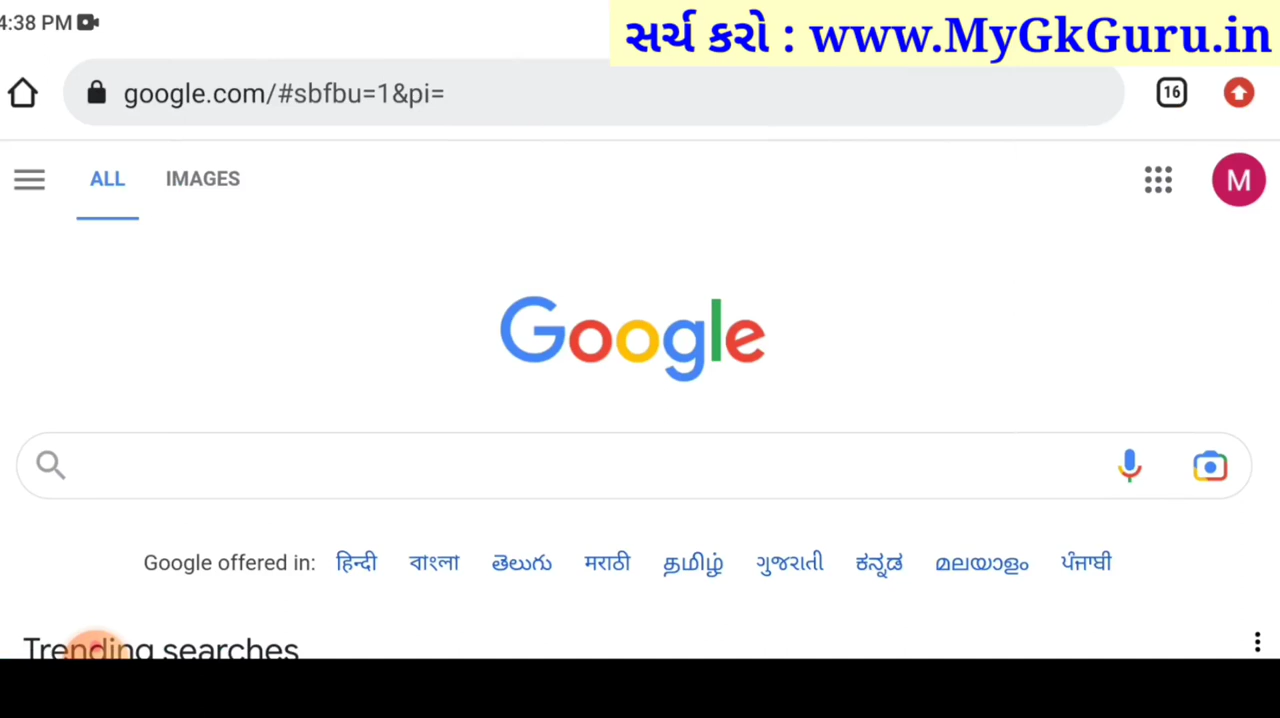 4:38 PM
સર્ચ કરો : www.MyGkGuru.in
google.com/#sbfbu=1&pi=
16
ALL IMAGES
M
Google
Google offered in: हिन्दी বাংলা తెలుగు मराठी தமிழ் ગુજરાતી ಕನ್ನಡ മലയാളം ਪੰਜਾਬੀ
Trending searches